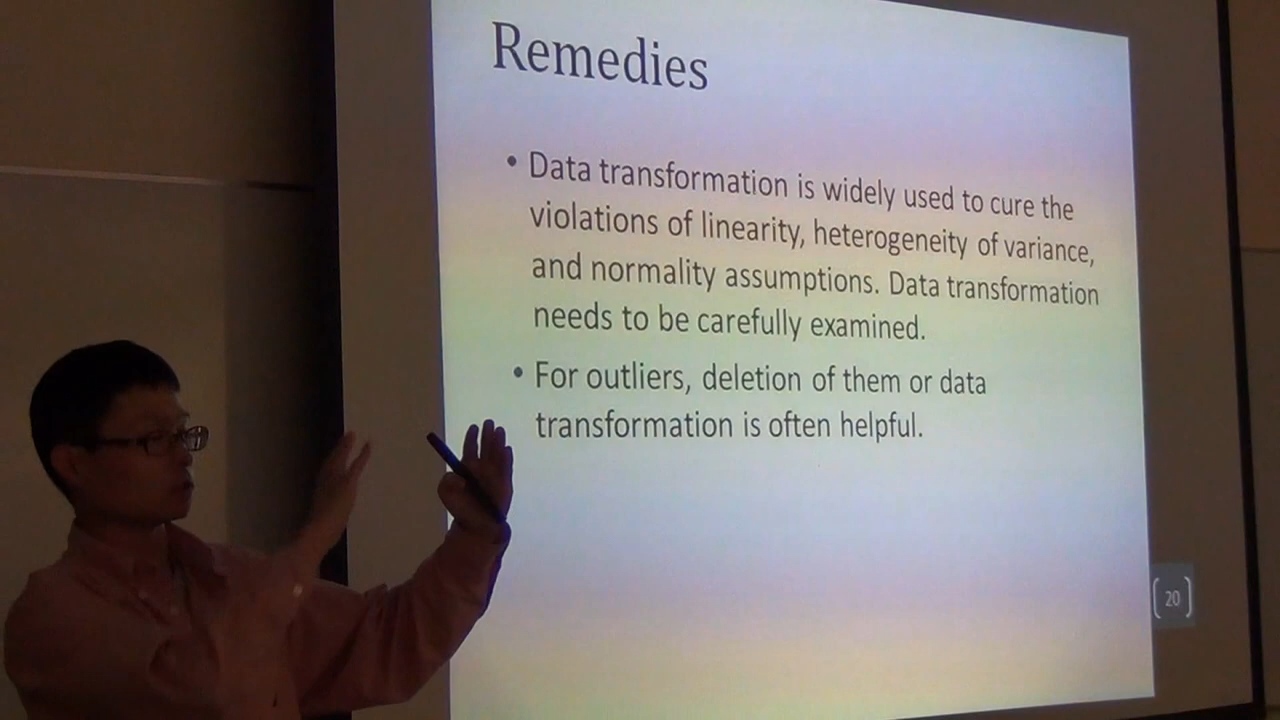 Remedies
• Data transformation is widely used to cure the
violations of linearity, heterogeneity of variance,
and normality assumptions. Data transformation
needs to be carefully examined.
• For outliers, deletion of them or data
transformation is often helpful.
20